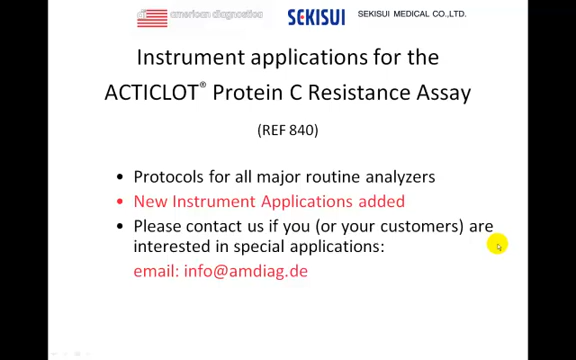 american diagnostica
SEKISUI
SEKISUI MEDICAL CO.,LTD.
Instrument applications for the
ACTICLOT® Protein C Resistance Assay
(REF 840)
• Protocols for all major routine analyzers
• New Instrument Applications added
• Please contact us if you (or your customers) are
interested in special applications:
email: info@amdiag.de